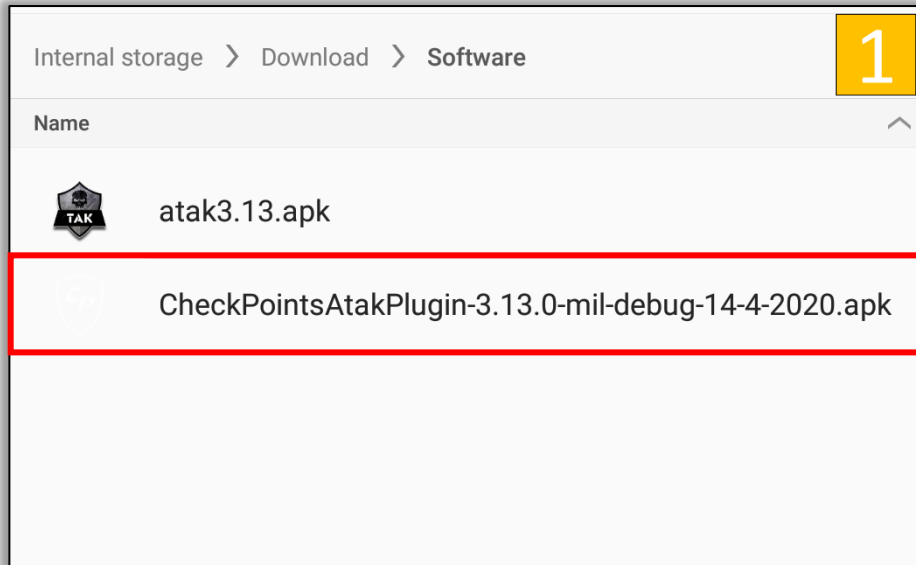 Internal storage > Download > Software
1
Name
TAK
atak3.13.apk
CP
CheckPointsAtakPlugin-3.13.0-mil-debug-14-4-2020.apk